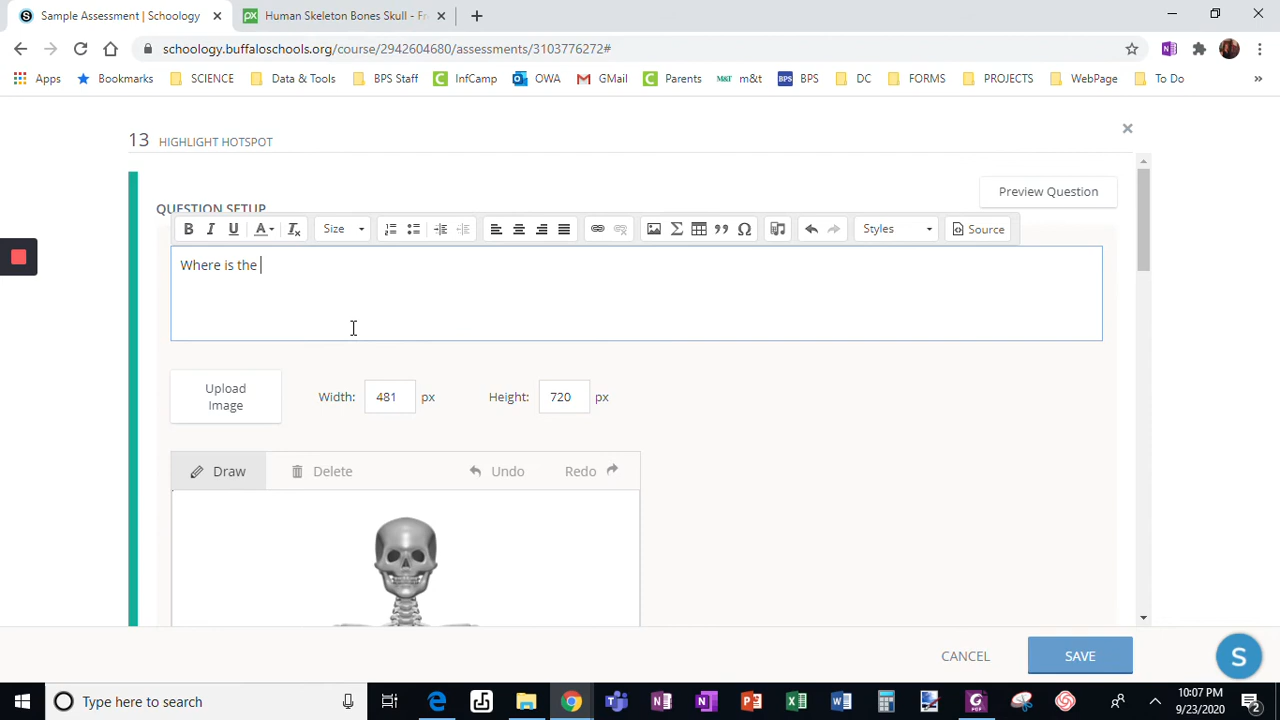 Sample Assessment | Schoology
Human Skeleton Bones Skull - Fr
schoology.buffaloschools.org/course/2942604680/assessments/3103776272#
Apps Bookmarks SCIENCE Data & Tools BPS Staff InfCamp OWA GMail Parents M&T m&t BPS BPS DC FORMS PROJECTS WebPage To Do
13 HIGHLIGHT HOTSPOT
Preview Question
QUESTION SETUP
B I U A Tx Size Styles Source
Where is the
Upload
Image
Width: 481 px Height: 720 px
Draw Delete Undo Redo
CANCEL SAVE S
Type here to search
10:07 PM
9/23/2020
2